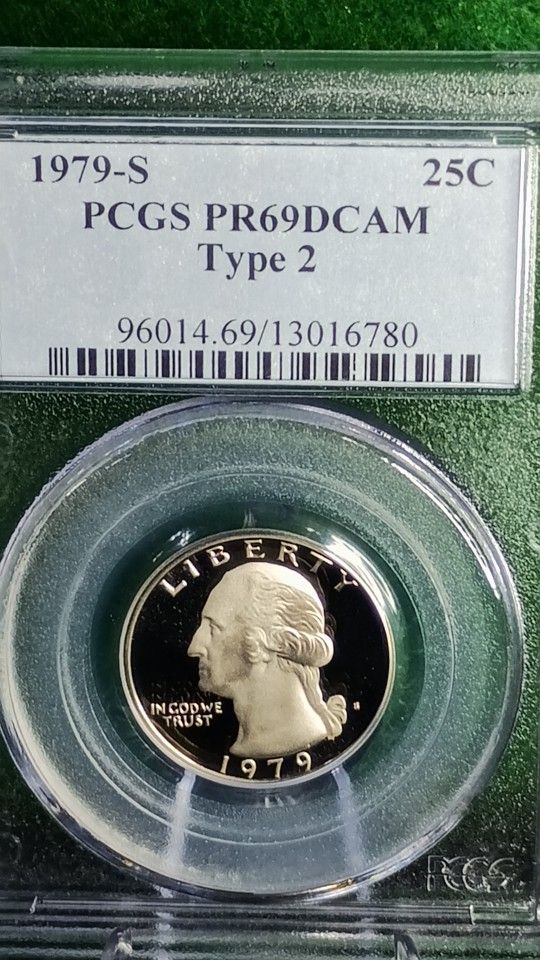 1979-S 25C
PCGS PR69DCAM
Type 2
96014.69/13016780
LIBERTY
IN GOD WE
TRUST
S
1979
PCGS